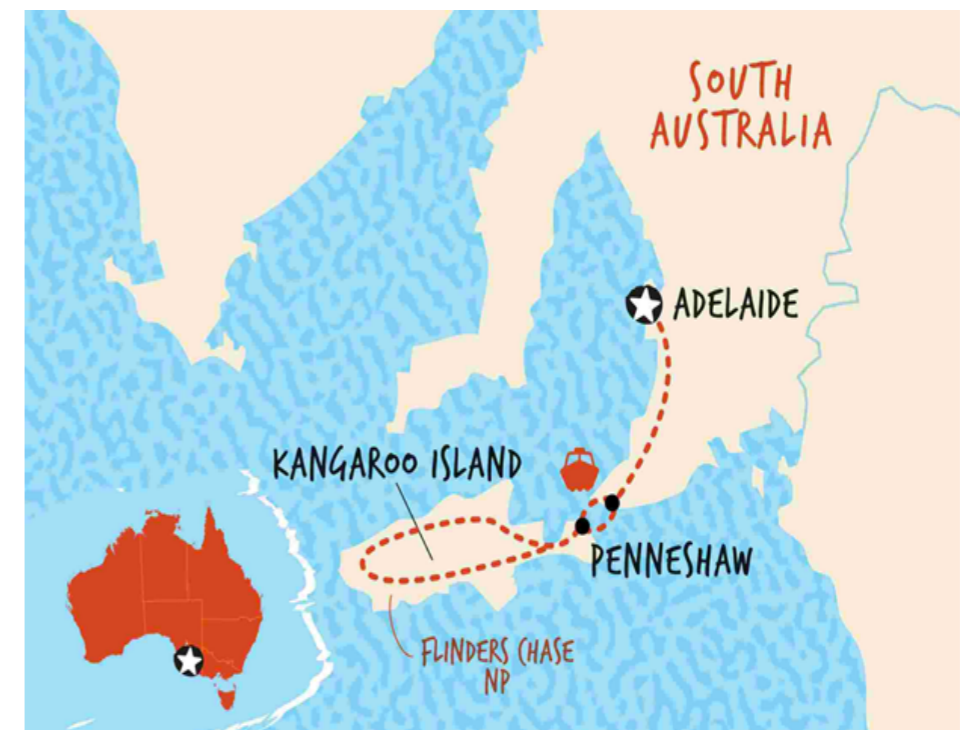 SOUTH
AUSTRALIA
ADELAIDE
KANGAROO ISLAND
PENNESHAW
FLINDERS CHASE
NP